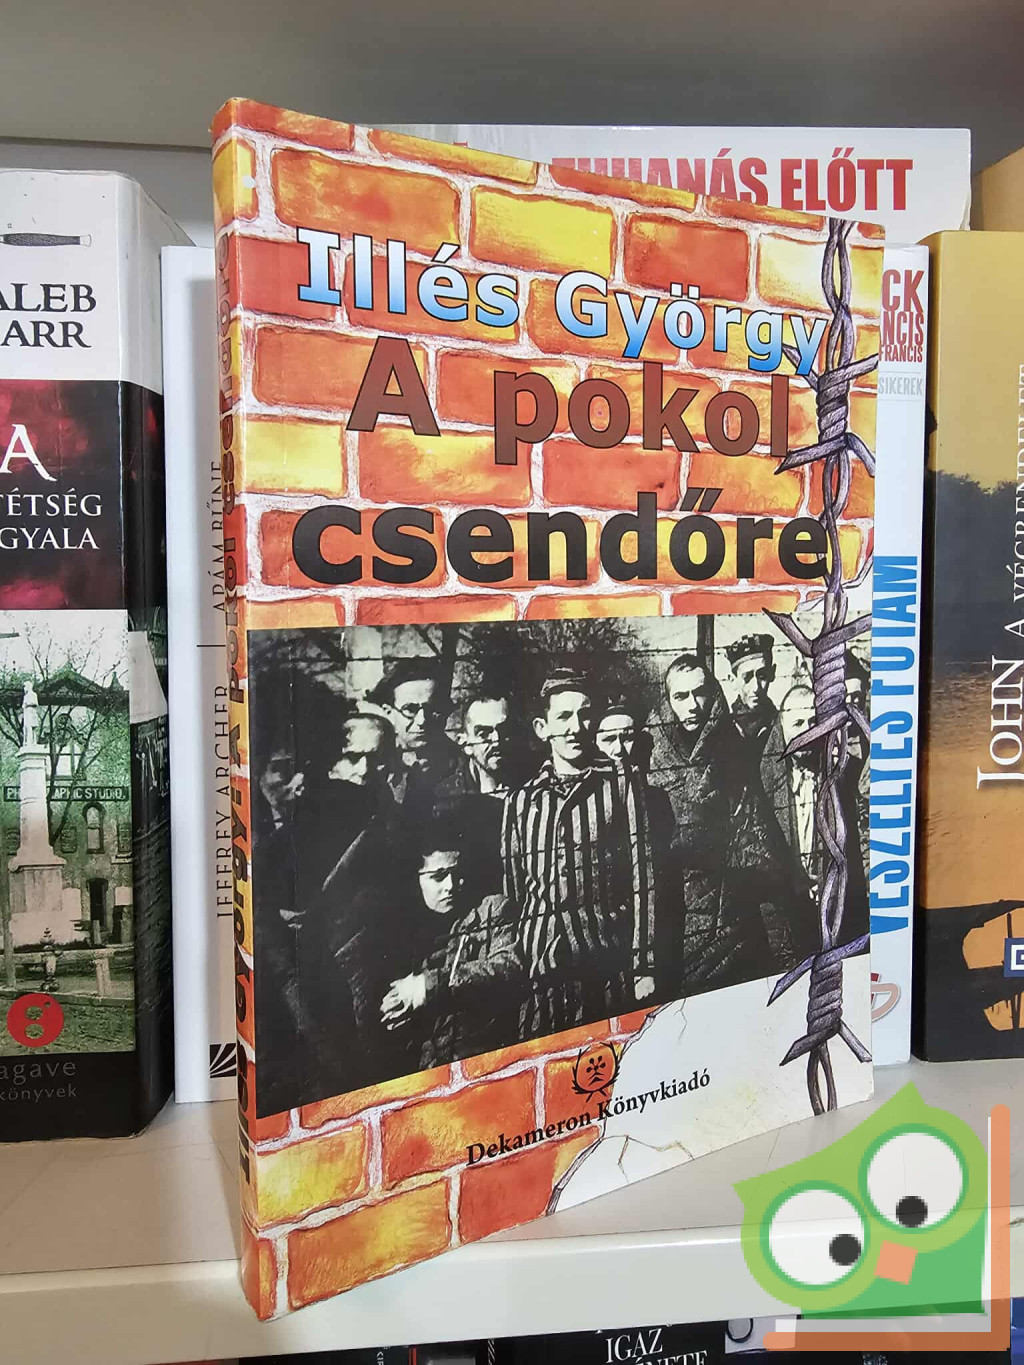 Illés György
A pokol
csendőre
Dekameron Könyvkiadó
Illés György A pokol csendőre
ELŐTT
ALEB
ARR
A
TÉTSÉG
GYALA
agave
könyvek
JEFFREY ARCHER
ÁDÁM BŰNE
CK
NCIS
FRANCIS
SIKEREK
VESZÉLYES FUTAM
JOHN
A VÉGRENDELET
IGAZ